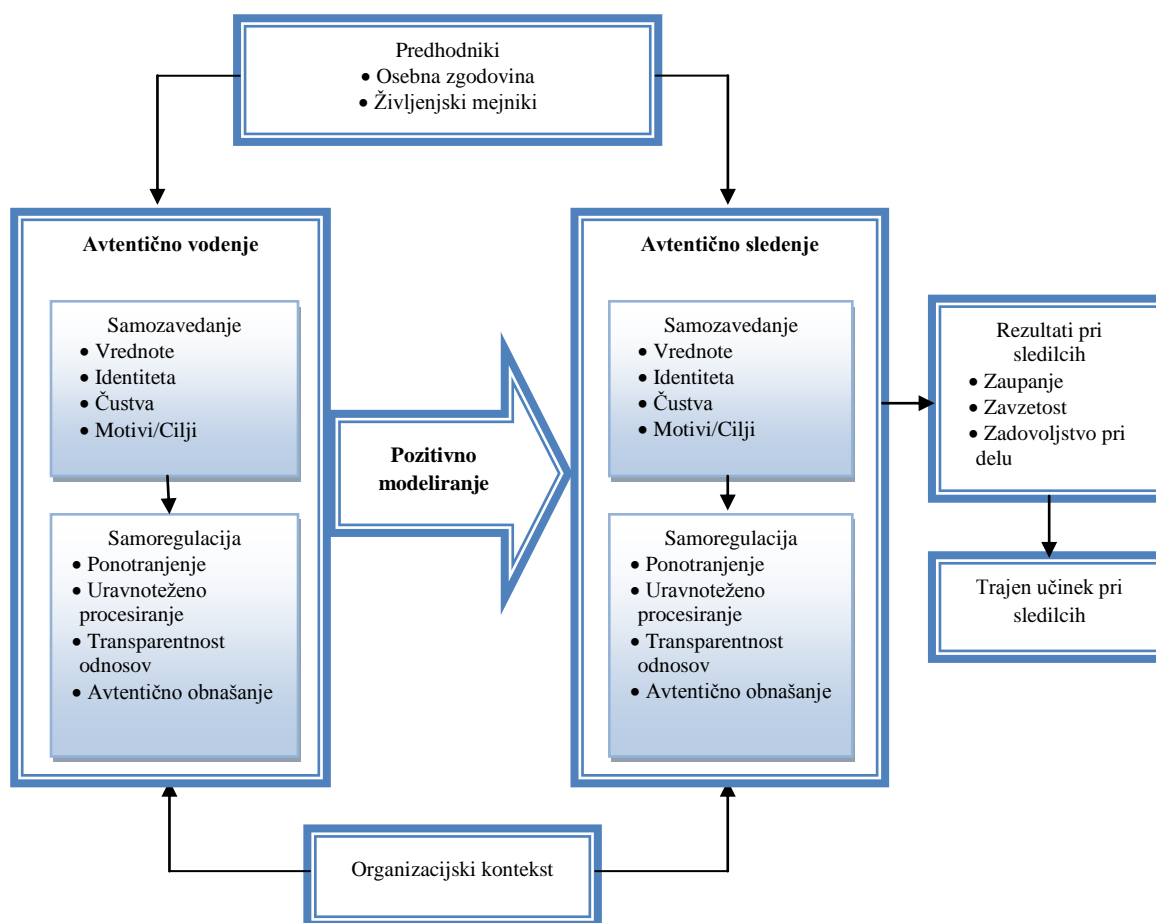 Predhodniki
• Osebna zgodovina
• Življenjski mejniki
Avtentično vodenje
Samozavedanje
• Vrednote
• Identiteta
• Čustva
• Motivi/Cilji
Samoregulacija
• Ponotranjenje
• Uravnoteženo
procesiranje
• Transparentnost
odnosov
• Avtentično obnašanje
Pozitivno
modeliranje
Avtentično sledenje
Samozavedanje
• Vrednote
• Identiteta
• Čustva
• Motivi/Cilji
Samoregulacija
• Ponotranjenje
• Uravnoteženo
procesiranje
• Transparentnost
odnosov
• Avtentično obnašanje
Rezultati pri
sledilcih
• Zaupanje
• Zavzetost
• Zadovoljstvo pri
delu
Trajen učinek pri
sledilcih
Organizacijski kontekst